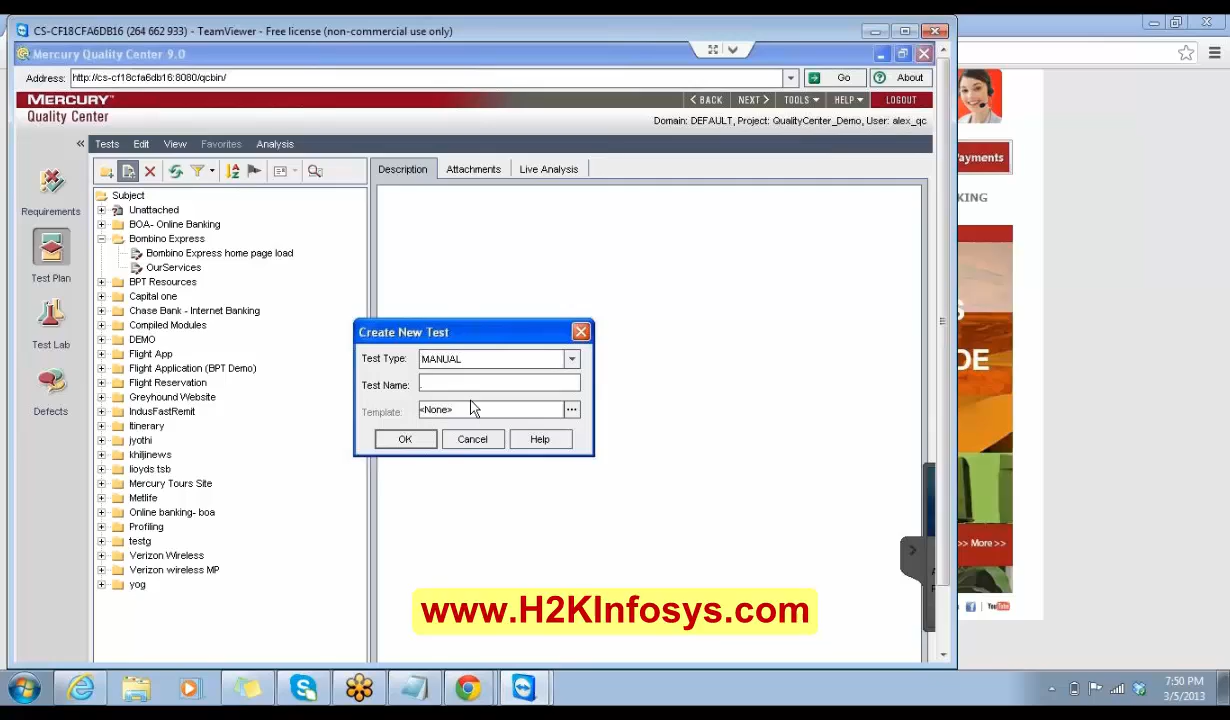 CS-CF18CFA6DB16 (264 662 933) - TeamViewer - Free license (non-commercial use only)
Mercury Quality Center 9.0
Address: http://cs-cf18cfa6db16:8080/qcbin/ Go About
MERCURY™ < BACK NEXT > TOOLS HELP LOGOUT
Quality Center
Domain: DEFAULT, Project: QualityCenter_Demo, User: alex_qc
« Tests Edit View Favorites Analysis
Description Attachments Live Analysis
Requirements
Test Plan
Test Lab
Defects
Subject
Unattached
BOA- Online Banking
Bombino Express
Bombino Express home page load
OurServices
BPT Resources
Capital one
Chase Bank - Internet Banking
Compiled Modules
DEMO
Flight App
Flight Application (BPT Demo)
Flight Reservation
Greyhound Website
IndusFastRemit
Itinerary
jyothi
khiljinews
lloyds tsb
Mercury Tours Site
Metlife
Online banking- boa
Profiling
testg
Verizon Wireless
Verizon wireless MP
yog
Create New Test
Test Type: MANUAL
Test Name:
Template: <None>
OK Cancel Help
ayments
KING
S
DE
>> More >>
You Tube
www.H2KInfosys.com
7:50 PM
3/5/2013